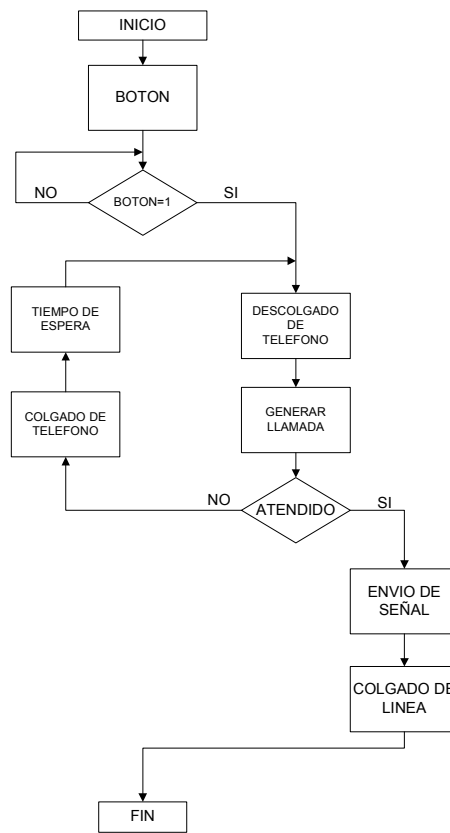 INICIO
BOTON
NO
BOTON=1
SI
TIEMPO DE
ESPERA
DESCOLGADO
DE
TELEFONO
COLGADO DE
TELEFONO
GENERAR
LLAMADA
NO
ATENDIDO
SI
ENVIO DE
SEÑAL
COLGADO DE
LINEA
FIN